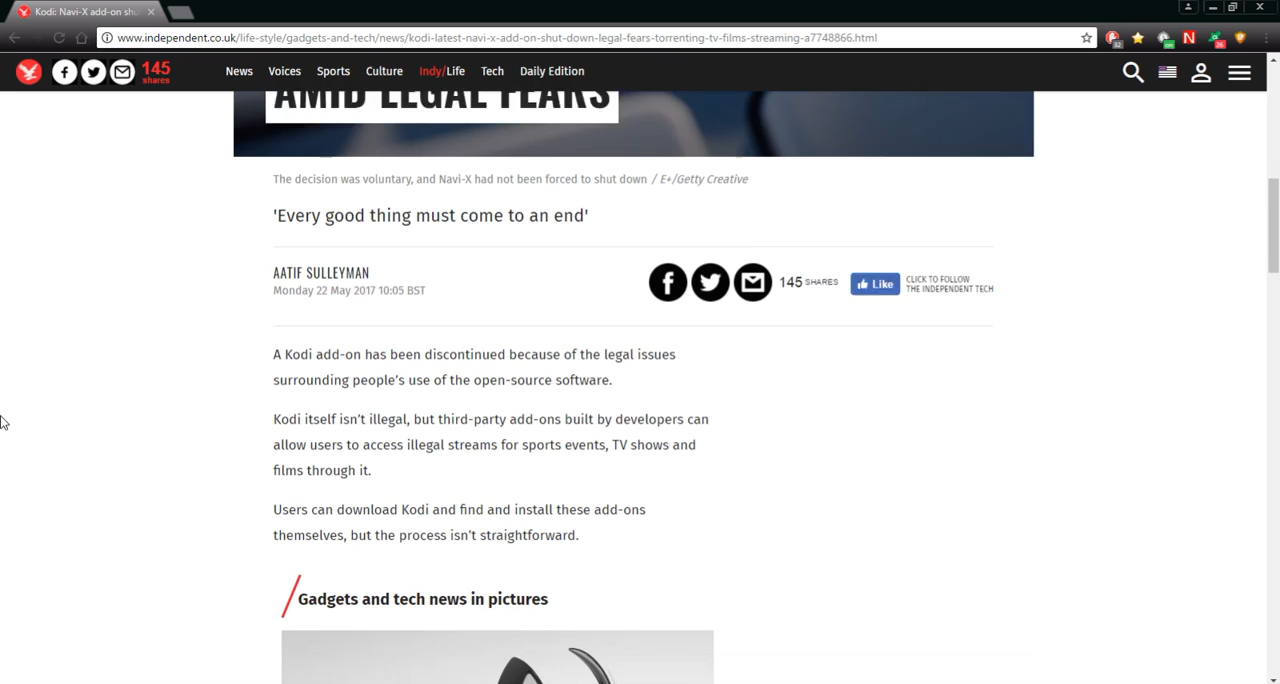 Kodi: Navi-X add-on shu
www.independent.co.uk/life-style/gadgets-and-tech/news/kodi-latest-navi-x-add-on-shut-down-legal-fears-torrenting-tv-films-streaming-a7748866.html
145
shares
News Voices Sports Culture Indy/Life Tech Daily Edition
AMID LEGAL FEARS
The decision was voluntary, and Navi-X had not been forced to shut down / E+/Getty Creative
'Every good thing must come to an end'
AATIF SULLEYMAN
Monday 22 May 2017 10:05 BST
145 SHARES
Like
CLICK TO FOLLOW
THE INDEPENDENT TECH
A Kodi add-on has been discontinued because of the legal issues
surrounding people’s use of the open-source software.
Kodi itself isn’t illegal, but third-party add-ons built by developers can
allow users to access illegal streams for sports events, TV shows and
films through it.
Users can download Kodi and find and install these add-ons
themselves, but the process isn’t straightforward.
Gadgets and tech news in pictures